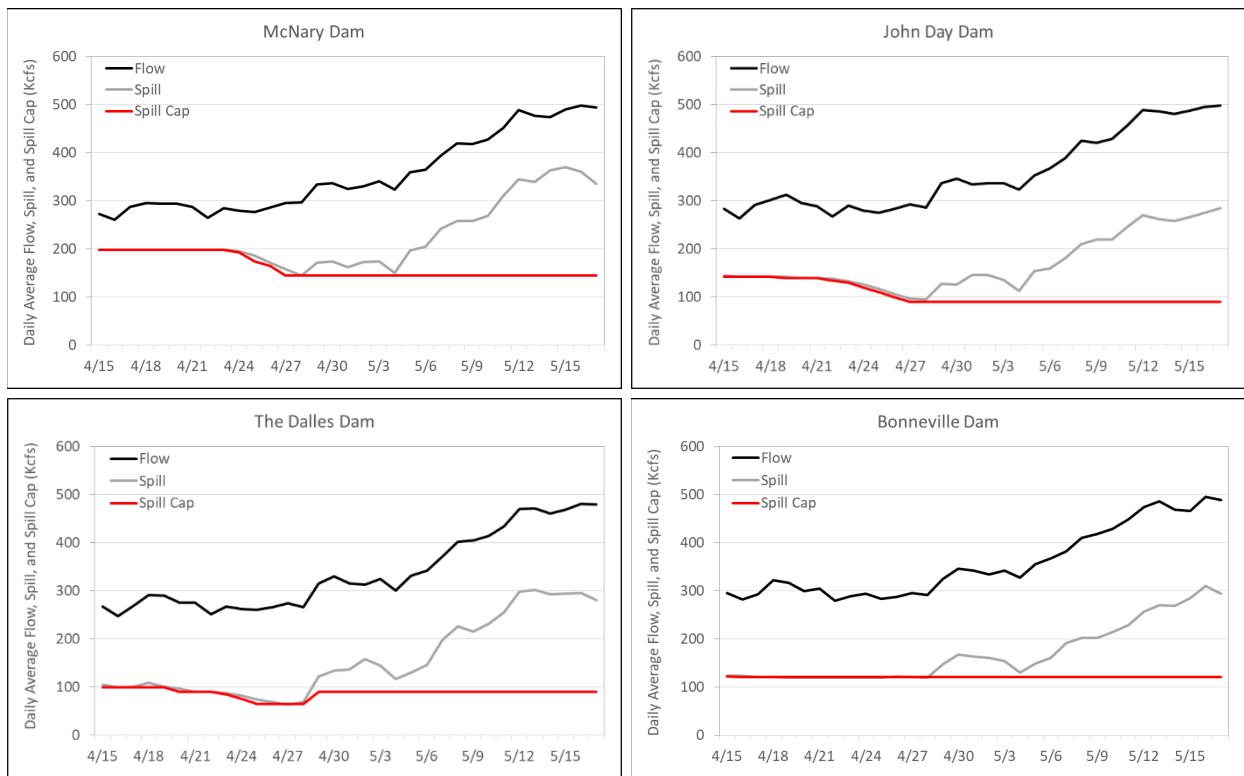 McNary Dam
Daily Average Flow, Spill, and Spill Cap (Kcfs)
600
500
400
300
200
100
0
Flow
Spill
Spill Cap
4/15 4/18 4/21 4/24 4/27 4/30 5/3 5/6 5/9 5/12 5/15
John Day Dam
Daily Average Flow, Spill, and Spill Cap (Kcfs)
600
500
400
300
200
100
0
Flow
Spill
Spill Cap
4/15 4/18 4/21 4/24 4/27 4/30 5/3 5/6 5/9 5/12 5/15
The Dalles Dam
Daily Average Flow, Spill, and Spill Cap (Kcfs)
600
500
400
300
200
100
0
Flow
Spill
Spill Cap
4/15 4/18 4/21 4/24 4/27 4/30 5/3 5/6 5/9 5/12 5/15
Bonneville Dam
Daily Average Flow, Spill, and Spill Cap (Kcfs)
600
500
400
300
200
100
0
Flow
Spill
Spill Cap
4/15 4/18 4/21 4/24 4/27 4/30 5/3 5/6 5/9 5/12 5/15